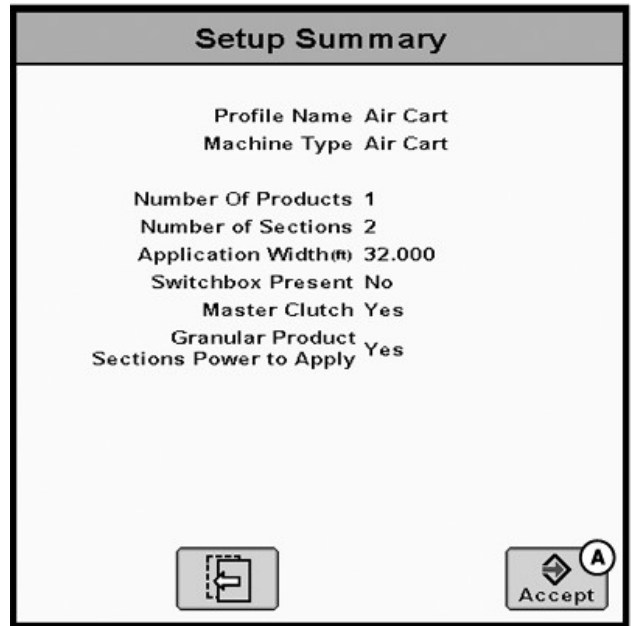 Setup Summary
Profile Name Air Cart
Machine Type Air Cart
Number Of Products 1
Number of Sections 2
Application Width(ft) 32.000
Switchbox Present No
Master Clutch Yes
Granular Product
Sections Power to Apply Yes
A
Accept